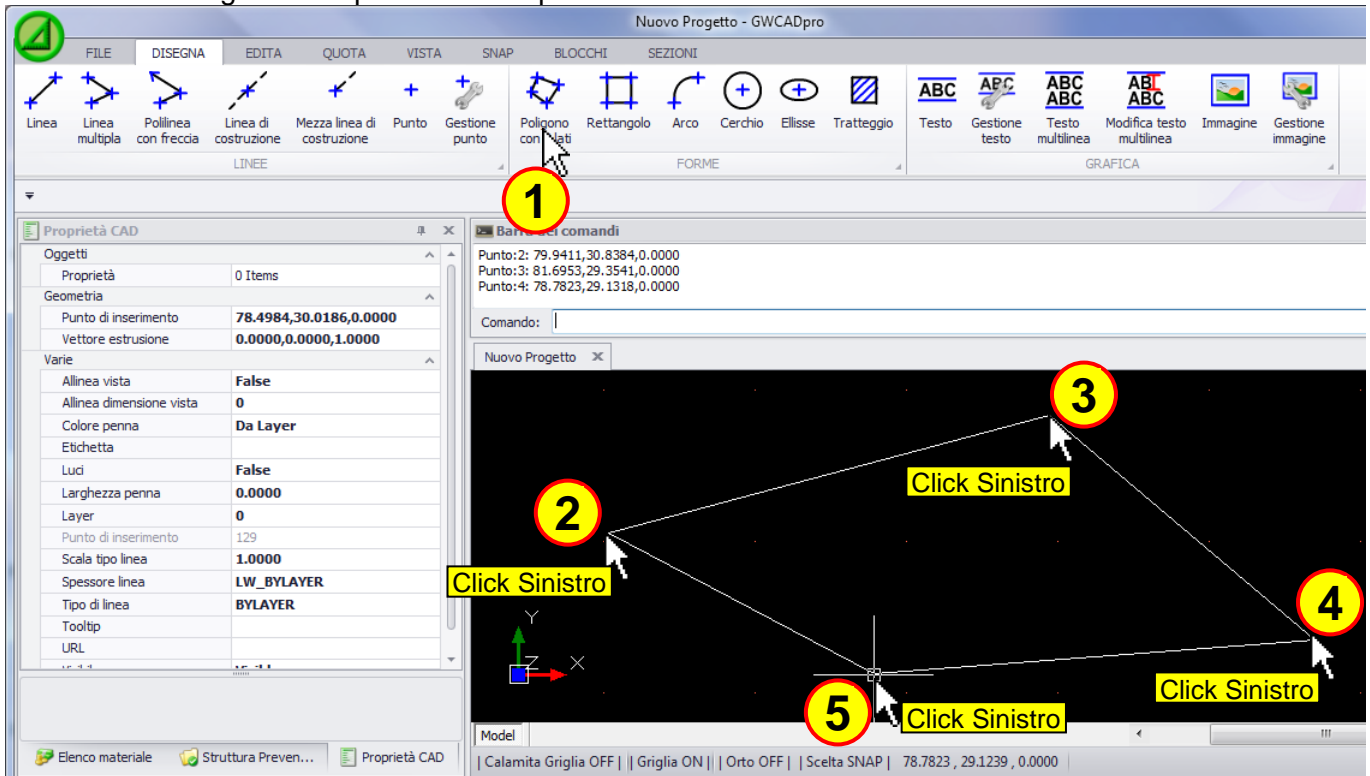 Nuovo Progetto - GWCADpro
FILE DISEGNA EDITA QUOTA VISTA SNAP BLOCCHI SEZIONI
Linea
Linea multipla
Polilinea con freccia
Linea di costruzione
Mezza linea di costruzione
Punto
Gestione punto
Poligono
Rettangolo
Arco
Cerchio
Ellisse
Tratteggio
ABC
Testo
ABC
Gestione testo
ABC
ABC
Testo multilinea
ABC
Modifica testo multilinea
Immagine
Gestione immagine
LINEE FORME GRAFICA
1
Proprietà CAD
Oggetti
Proprietà 0 Items
Geometria
Punto di inserimento 78.4984,30.0186,0.0000
Vettore estrusione 0.0000,0.0000,1.0000
Varie
Allinea vista False
Allinea dimensione vista 0
Colore penna Da Layer
Etichetta
Luci False
Larghezza penna 0.0000
Layer 0
Punto di inserimento 129
Scala tipo linea 1.0000
Spessore linea LW_BYLAYER
Tipo di linea BYLAYER
Tooltip
URL
Elenco materiale Struttura Preven... Proprietà CAD
comandi
Punto:2: 79.9411,30.8384,0.0000
Punto:3: 81.6953,29.3541,0.0000
Punto:4: 78.7823,29.1318,0.0000
Comando:
Nuovo Progetto
3
Click Sinistro
2
Click Sinistro
4
Click Sinistro
Y
Z X
5
Click Sinistro
Model
| Calamita Griglia OFF | | Griglia ON | | Orto OFF | | Scelta SNAP | 78.7823 , 29.1239 , 0.0000